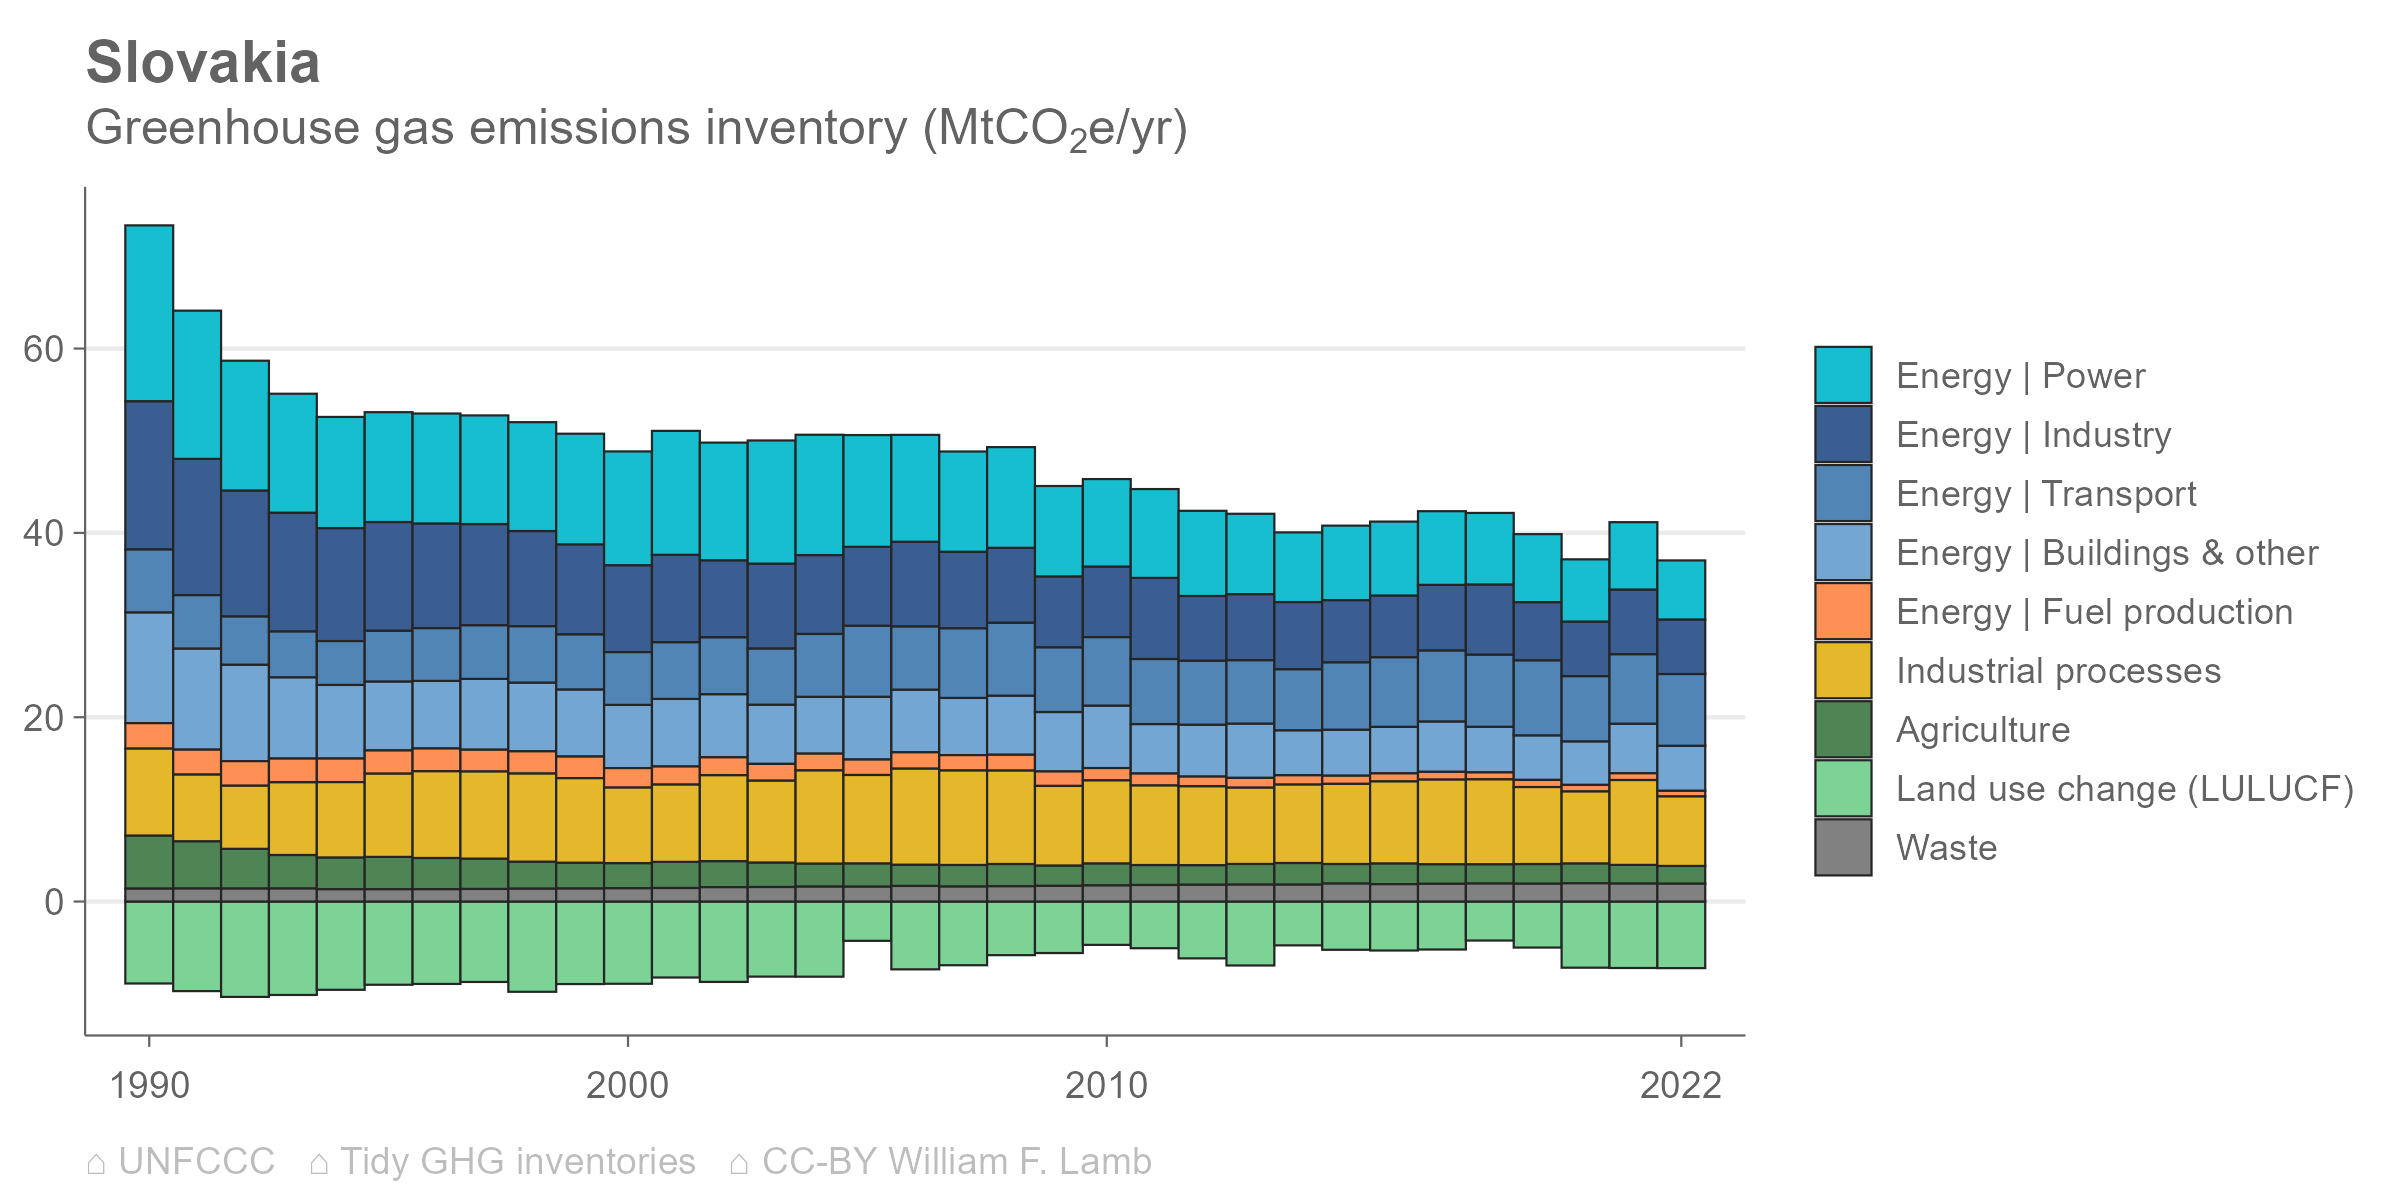 Slovakia
Greenhouse gas emissions inventory (MtCO₂e/yr)
60
40
20
0
1990 2000 2010 2022
Energy | Power
Energy | Industry
Energy | Transport
Energy | Buildings & other
Energy | Fuel production
Industrial processes
Agriculture
Land use change (LULUCF)
Waste
⌂ UNFCCC ⌂ Tidy GHG inventories ⌂ CC-BY William F. Lamb